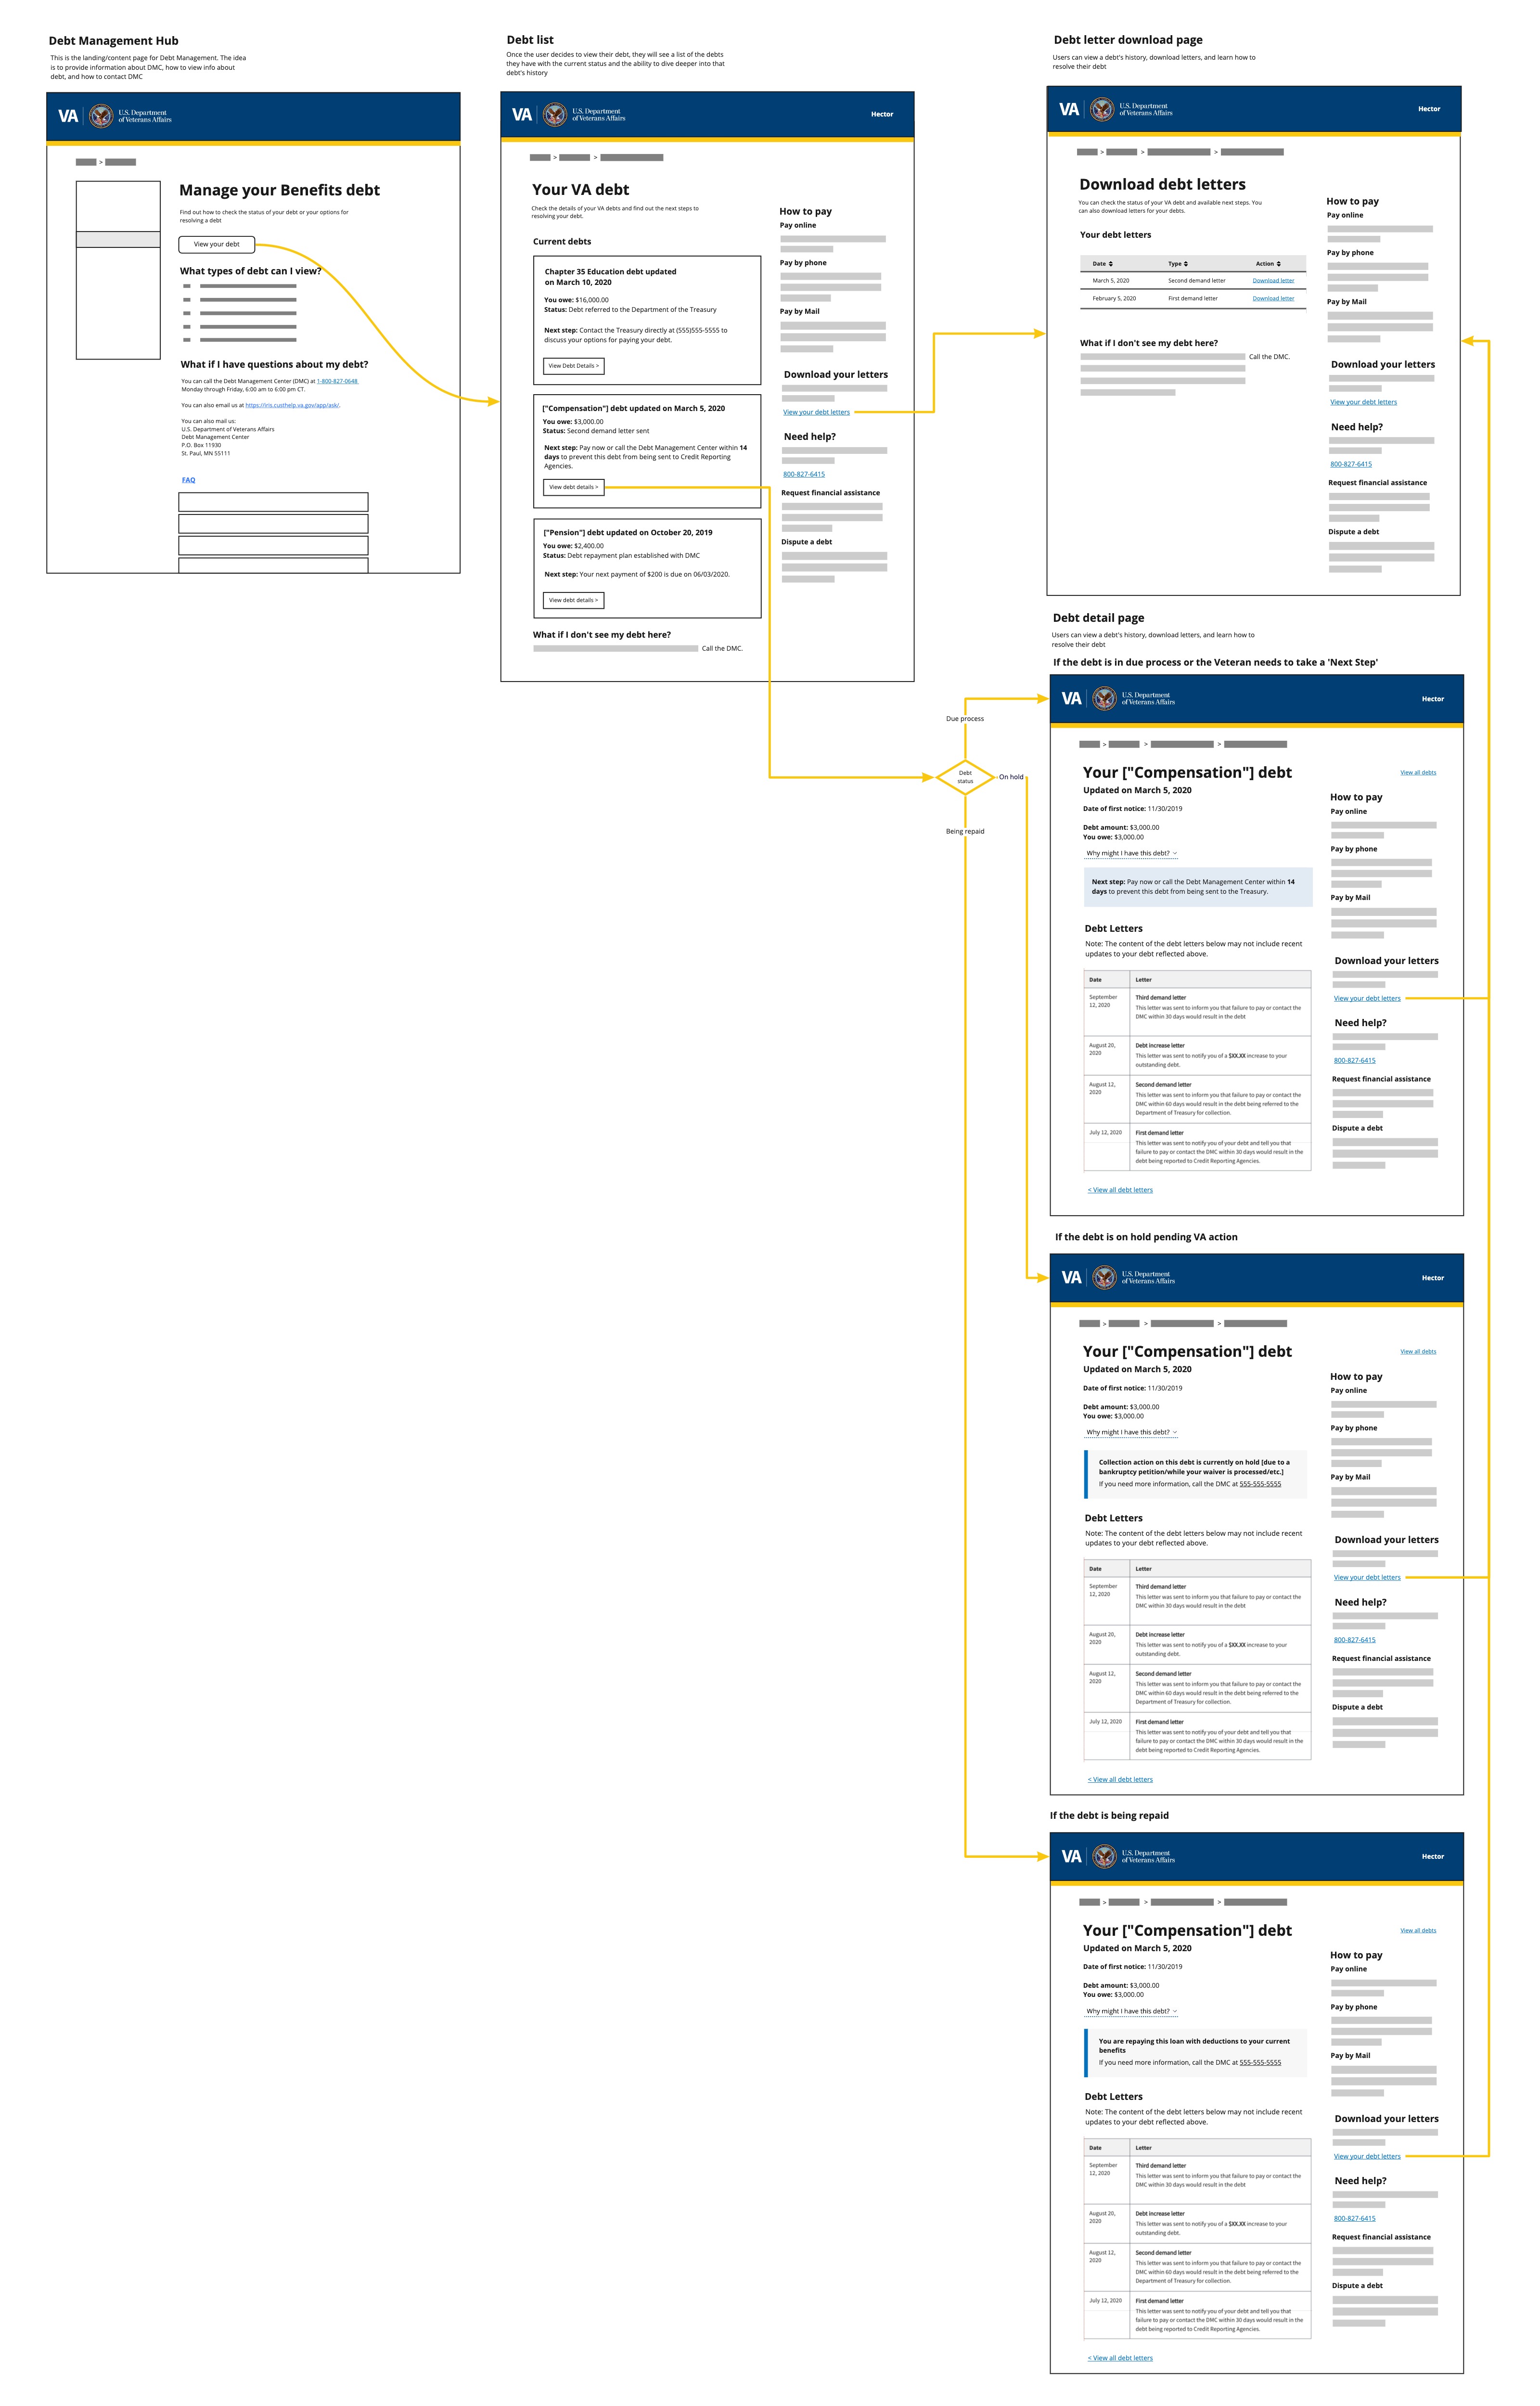 Debt Management Hub
This is the landing/content page for Debt Management. The idea
is to provide information about DMC, how to view info about
debt, and how to contact DMC
VA
U.S. Department
of Veterans Affairs
>
Manage your Benefits debt
Find out how to check the status of your debt or your options for
resolving a debt
View your debt
What types of debt can I view?
What if I have questions about my debt?
You can call the Debt Management Center (DMC) at 1-800-827-0648
Monday through Friday, 6:00 am to 6:00 pm CT.
You can also email us at https://iris.custhelp.va.gov/app/ask/.
You can also mail us:
U.S. Department of Veterans Affairs
Debt Management Center
P.O. Box 11930
St. Paul, MN 55111
FAQ
Debt list
Once the user decides to view their debt, they will see a list of the debts
they have with the current status and the ability to dive deeper into that
debt's history
VA
U.S. Department
of Veterans Affairs
Hector
> >
Your VA debt
Check the details of your VA debts and find out the next steps to
resolving your debt.
Current debts
Chapter 35 Education debt updated
on March 10, 2020
You owe: $16,000.00
Status: Debt referred to the Department of the Treasury
Next step: Contact the Treasury directly at (555)555-5555 to
discuss your options for paying your debt.
View Debt Details >
["Compensation"] debt updated on March 5, 2020
You owe: $3,000.00
Status: Second demand letter sent
Next step: Pay now or call the Debt Management Center within 14
days to prevent this debt from being sent to Credit Reporting
Agencies.
View debt details >
["Pension"] debt updated on October 20, 2019
You owe: $2,400.00
Status: Debt repayment plan established with DMC
Next step: Your next payment of $200 is due on 06/03/2020.
View debt details >
What if I don't see my debt here?
Call the DMC.
How to pay
Pay online
Pay by phone
Pay by Mail
Download your letters
View your debt letters
Need help?
800-827-6415
Request financial assistance
Dispute a debt
Debt letter download page
Users can view a debt's history, download letters, and learn how to
resolve their debt
VA
U.S. Department
of Veterans Affairs
Hector
> > >
Download debt letters
You can check the status of your VA debt and available next steps. You
can also download letters for your debts.
Your debt letters
Date Type Action
March 5, 2020 Second demand letter Download letter
February 5, 2020 First demand letter Download letter
What if I don't see my debt here?
Call the DMC.
How to pay
Pay online
Pay by phone
Pay by Mail
Download your letters
View your debt letters
Need help?
800-827-6415
Request financial assistance
Dispute a debt
Due process
Debt
status
On hold
Being repaid
Debt detail page
Users can view a debt's history, download letters, and learn how to
resolve their debt
If the debt is in due process or the Veteran needs to take a 'Next Step'
VA
U.S. Department
of Veterans Affairs
Hector
> > >
Your ["Compensation"] debt
View all debts
Updated on March 5, 2020
Date of first notice: 11/30/2019
Debt amount: $3,000.00
You owe: $3,000.00
Why might I have this debt?
Next step: Pay now or call the Debt Management Center within 14
days to prevent this debt from being sent to the Treasury.
Debt Letters
Note: The content of the debt letters below may not include recent
updates to your debt reflected above.
Date Letter
September
12, 2020
Third demand letter
This letter was sent to inform you that failure to pay or contact the
DMC within 30 days would result in the debt
August 20,
2020
Debt increase letter
This letter was sent to notify you of a $XX.XX increase to your
outstanding debt.
August 12,
2020
Second demand letter
This letter was sent to inform you that failure to pay or contact the
DMC within 60 days would result in the debt being referred to the
Department of Treasury for collection.
July 12, 2020
First demand letter
This letter was sent to notify you of your debt and tell you that
failure to pay or contact the DMC within 30 days would result in the
debt being reported to Credit Reporting Agencies.
< View all debt letters
How to pay
Pay online
Pay by phone
Pay by Mail
Download your letters
View your debt letters
Need help?
800-827-6415
Request financial assistance
Dispute a debt
If the debt is on hold pending VA action
VA
U.S. Department
of Veterans Affairs
Hector
> > >
Your ["Compensation"] debt
View all debts
Updated on March 5, 2020
Date of first notice: 11/30/2019
Debt amount: $3,000.00
You owe: $3,000.00
Why might I have this debt?
Collection action on this debt is currently on hold [due to a
bankruptcy petition/while your waiver is processed/etc.]
If you need more information, call the DMC at 555-555-5555
Debt Letters
Note: The content of the debt letters below may not include recent
updates to your debt reflected above.
Date Letter
September
12, 2020
Third demand letter
This letter was sent to inform you that failure to pay or contact the
DMC within 30 days would result in the debt
August 20,
2020
Debt increase letter
This letter was sent to notify you of a $XX.XX increase to your
outstanding debt.
August 12,
2020
Second demand letter
This letter was sent to inform you that failure to pay or contact the
DMC within 60 days would result in the debt being referred to the
Department of Treasury for collection.
July 12, 2020
First demand letter
This letter was sent to notify you of your debt and tell you that
failure to pay or contact the DMC within 30 days would result in the
debt being reported to Credit Reporting Agencies.
< View all debt letters
How to pay
Pay online
Pay by phone
Pay by Mail
Download your letters
View your debt letters
Need help?
800-827-6415
Request financial assistance
Dispute a debt
If the debt is being repaid
VA
U.S. Department
of Veterans Affairs
Hector
> > >
Your ["Compensation"] debt
View all debts
Updated on March 5, 2020
Date of first notice: 11/30/2019
Debt amount: $3,000.00
You owe: $3,000.00
Why might I have this debt?
You are repaying this loan with deductions to your current
benefits
If you need more information, call the DMC at 555-555-5555
Debt Letters
Note: The content of the debt letters below may not include recent
updates to your debt reflected above.
Date Letter
September
12, 2020
Third demand letter
This letter was sent to inform you that failure to pay or contact the
DMC within 30 days would result in the debt
August 20,
2020
Debt increase letter
This letter was sent to notify you of a $XX.XX increase to your
outstanding debt.
August 12,
2020
Second demand letter
This letter was sent to inform you that failure to pay or contact the
DMC within 60 days would result in the debt being referred to the
Department of Treasury for collection.
July 12, 2020
First demand letter
This letter was sent to notify you of your debt and tell you that
failure to pay or contact the DMC within 30 days would result in the
debt being reported to Credit Reporting Agencies.
< View all debt letters
How to pay
Pay online
Pay by phone
Pay by Mail
Download your letters
View your debt letters
Need help?
800-827-6415
Request financial assistance
Dispute a debt